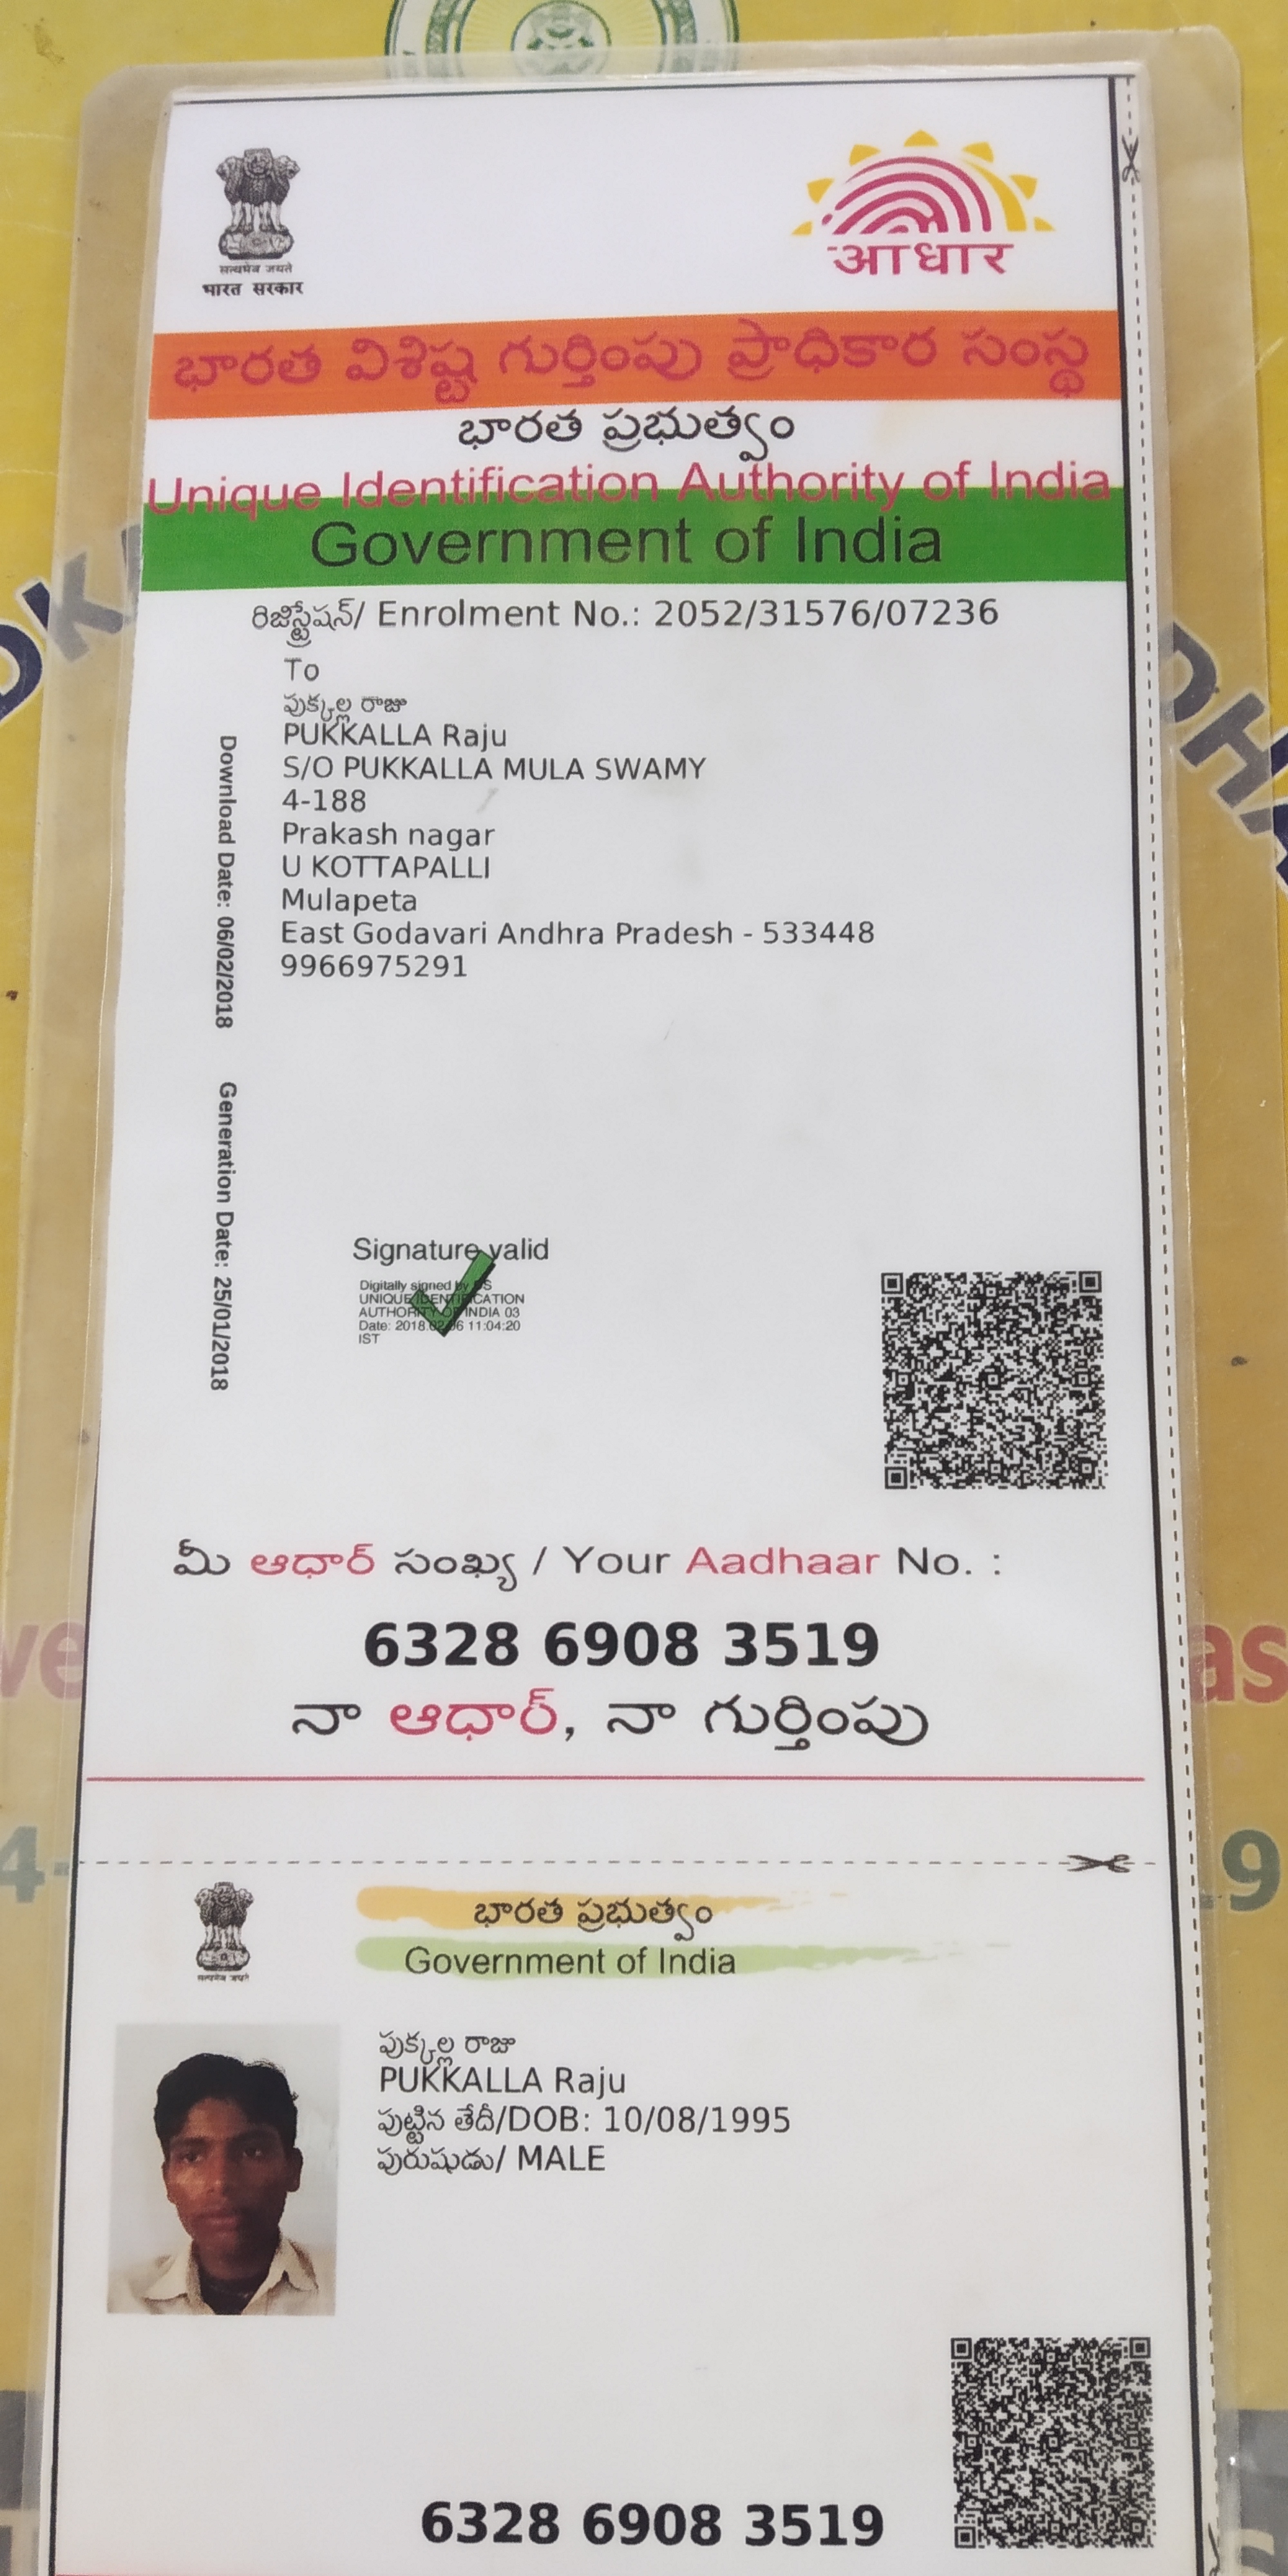 सत्यमेव जयते
भारत सरकार
आधार
భారత విశిష్ట గుర్తింపు ప్రాధికార సంస్థ
భారత ప్రభుత్వం
Unique Identification Authority of India
Government of India
రిజిస్ట్రేషన్/ Enrolment No.: 2052/31576/07236
To
పుక్కల్ల రాజు
PUKKALLA Raju
S/O PUKKALLA MULA SWAMY
4-188
Prakash nagar
U KOTTAPALLI
Mulapeta
East Godavari Andhra Pradesh - 533448
9966975291
Download Date: 06/02/2018
Generation Date: 25/01/2018
Signature valid
Digitally signed by DS
UNIQUE IDENTIFICATION
AUTHORITY OF INDIA 03
Date: 2018.02.06 11:04:20
IST
మీ ఆధార్ సంఖ్య / Your Aadhaar No. :
6328 6908 3519
నా ఆధార్, నా గుర్తింపు
భారత ప్రభుత్వం
Government of India
सत्यमेव जयते
పుక్కల్ల రాజు
PUKKALLA Raju
పుట్టిన తేదీ/DOB: 10/08/1995
పురుషుడు/ MALE
6328 6908 3519